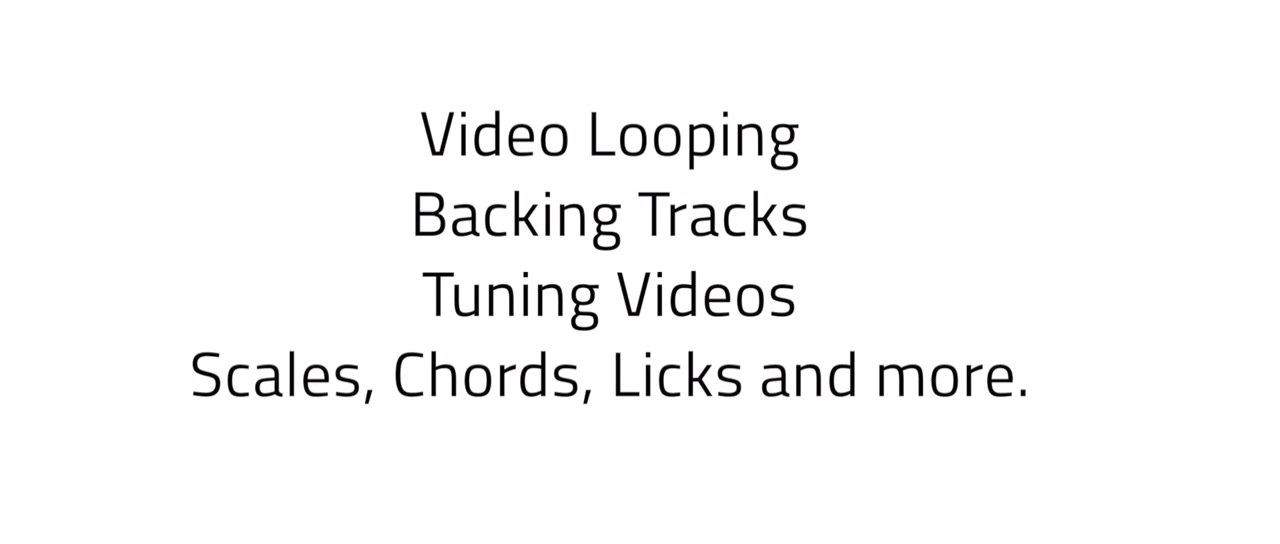 Video Looping
Backing Tracks
Tuning Videos
Scales, Chords, Licks and more.